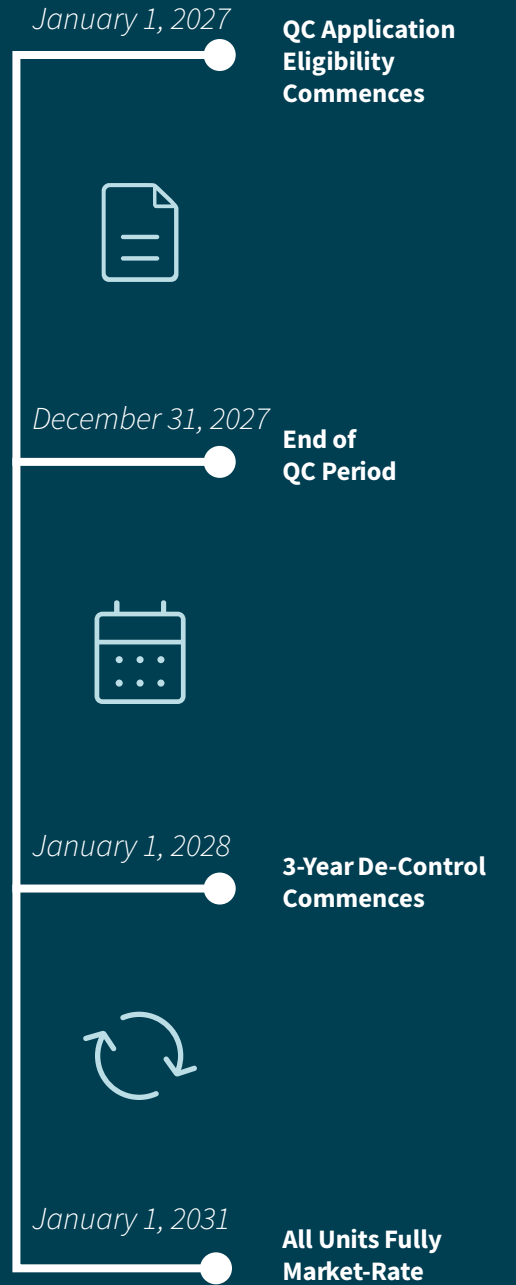 January 1, 2027
QC Application
Eligibility
Commences
December 31, 2027
End of
QC Period
January 1, 2028
3-Year De-Control
Commences
January 1, 2031
All Units Fully
Market-Rate